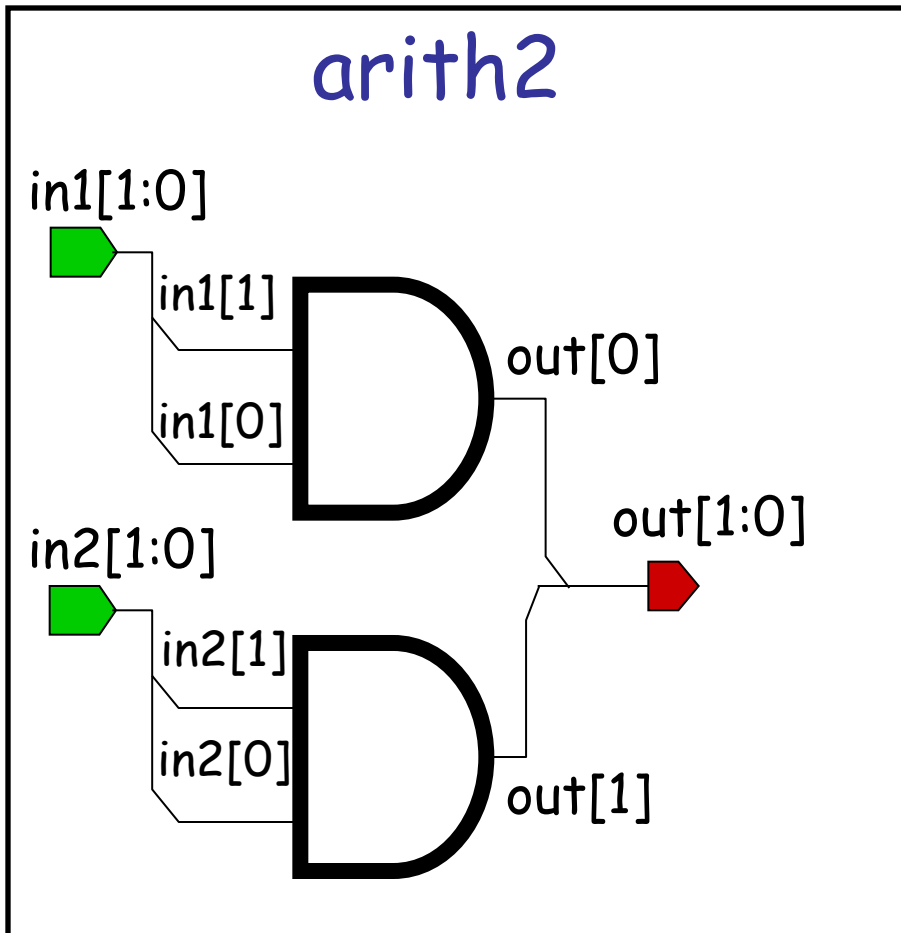 arith2
in1[1:0]
in1[1]
in1[0]
out[0]
out[1:0]
in2[1:0]
in2[1]
in2[0]
out[1]